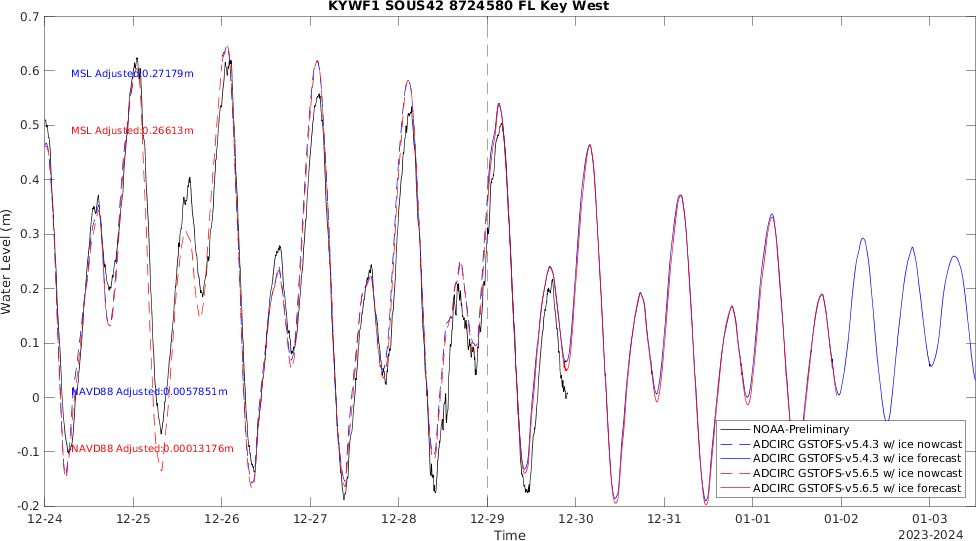 KYWF1 SOUS42 8724580 FL Key West
0.7
0.6
0.5
0.4
0.3
0.2
0.1
0
-0.1
-0.2
Water Level (m)
MSL Adjusted:0.27179m
MSL Adjusted:0.26613m
NAVD88 Adjusted:0.0057851m
NAVD88 Adjusted:0.00013176m
NOAA-Preliminary
ADCIRC GSTOFS-v5.4.3 w/ ice nowcast
ADCIRC GSTOFS-v5.4.3 w/ ice forecast
ADCIRC GSTOFS-v5.6.5 w/ ice nowcast
ADCIRC GSTOFS-v5.6.5 w/ ice forecast
12-24 12-25 12-26 12-27 12-28 12-29 12-30 12-31 01-01 01-02 01-03
Time
2023-2024